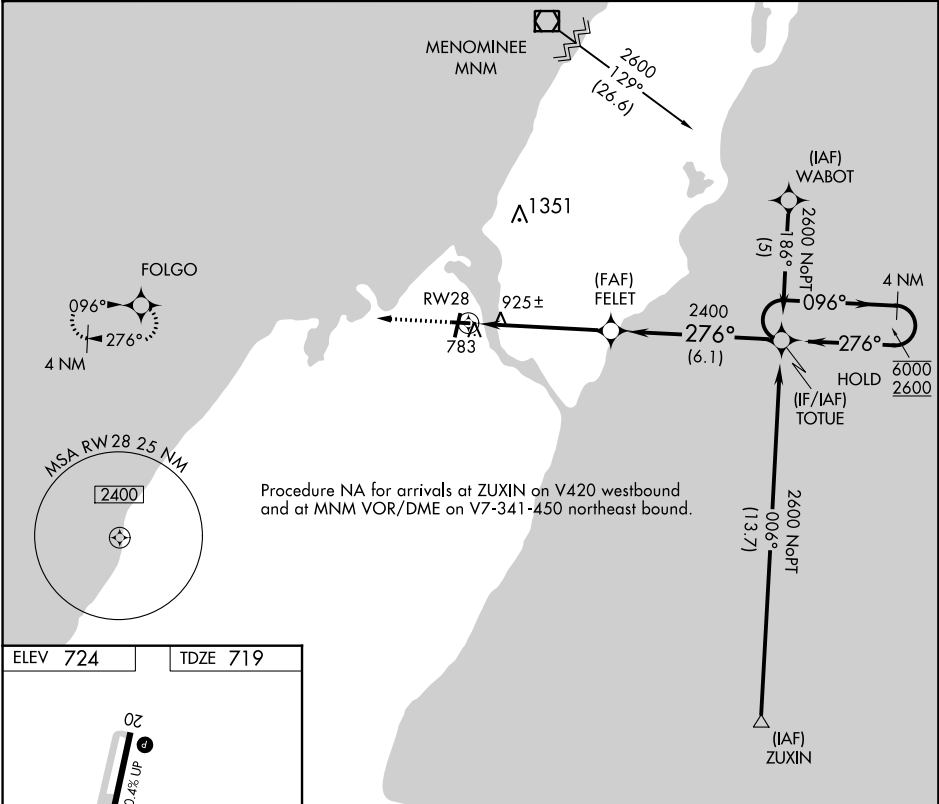 MENOMINEE
MNM
2600
129°
(26.6)
(IAF)
WABOT
2600 NoPT
186°
(5)
1351
FOLGO
096°
276°
4 NM
RW28
925±
783
(FAF)
FELET
2400
276°
(6.1)
096°
4 NM
276°
HOLD
6000
2600
(IF/IAF)
TOTUE
MSA RW 28 25 NM
2400
Procedure NA for arrivals at ZUXIN on V420 westbound
and at MNM VOR/DME on V7-341-450 northeast bound.
2600 NoPT
006°
(13.7)
(IAF)
ZUXIN
ELEV 724
TDZE 719
20
P
0.4% UP